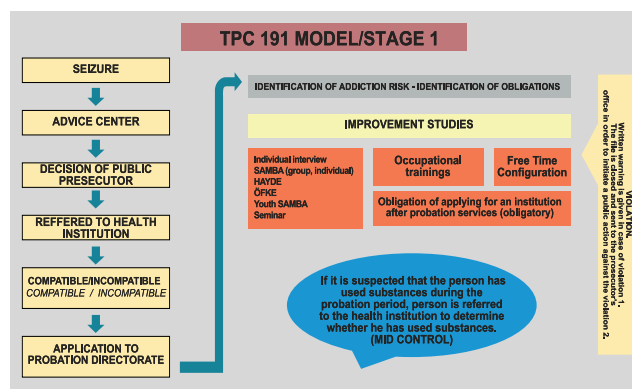 TPC 191 MODEL/STAGE 1
SEIZURE
ADVICE CENTER
DECISION OF PUBLIC
PRESECUTOR
REFFERED TO HEALTH
INSTITUTION
COMPATIBLE/INCOMPATIBLE
COMPATIBLE / INCOMPATIBLE
APPLICATION TO
PROBATION DIRECTORATE
IDENTIFICATION OF ADDICTION RISK - IDENTIFICATION OF OBLIGATIONS
IMPROVEMENT STUDIES
Individual interview
SAMBA (group, individual)
HAYDE
ÖFKE
Youth SAMBA
Seminar
Occupational
trainings
Free Time
Configuration
Obligation of applying for an institution
after probation services (obligatory)
If it is suspected that the person has
used substances during the
probation period, person is referred
to the health institution to determine
whether he has used substances.
(MID CONTROL)
VIOLATION
Written warning is given in case of violation 1.
The file is closed and sent to the prosecutor's
office in order to initiate a public action against the violation 2.